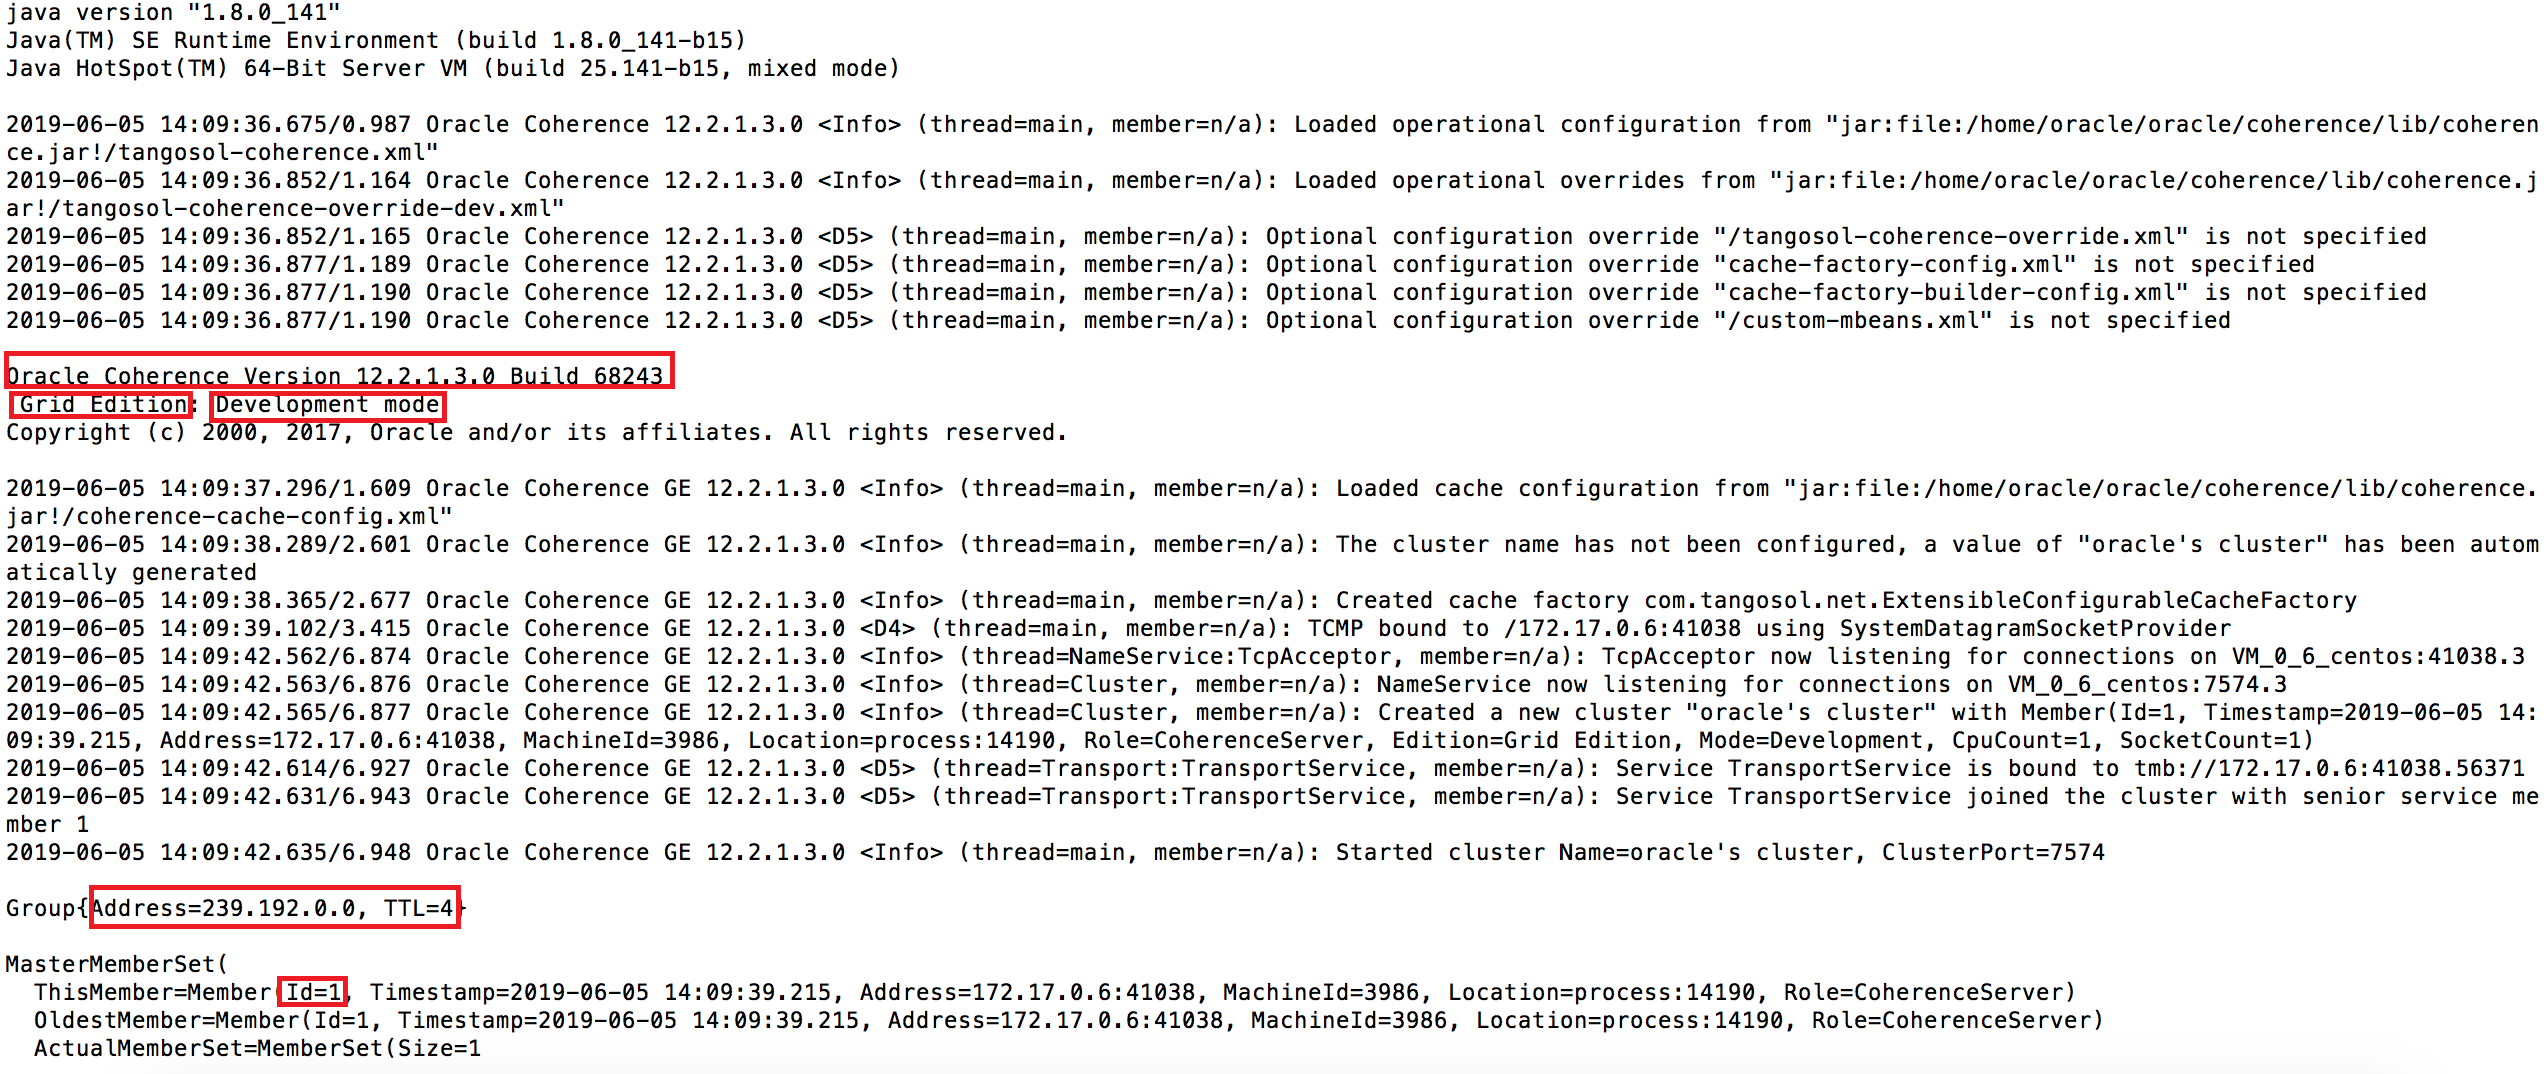 java version "1.8.0_141"
Java(TM) SE Runtime Environment (build 1.8.0_141-b15)
Java HotSpot(TM) 64-Bit Server VM (build 25.141-b15, mixed mode)
2019-06-05 14:09:36.675/0.987 Oracle Coherence 12.2.1.3.0 <Info> (thread=main, member=n/a): Loaded operational configuration from "jar:file:/home/oracle/oracle/coherence/lib/coheren
ce.jar!/tangosol-coherence.xml"
2019-06-05 14:09:36.852/1.164 Oracle Coherence 12.2.1.3.0 <Info> (thread=main, member=n/a): Loaded operational overrides from "jar:file:/home/oracle/oracle/coherence/lib/coherence.j
ar!/tangosol-coherence-override-dev.xml"
2019-06-05 14:09:36.852/1.165 Oracle Coherence 12.2.1.3.0 <D5> (thread=main, member=n/a): Optional configuration override "/tangosol-coherence-override.xml" is not specified
2019-06-05 14:09:36.877/1.189 Oracle Coherence 12.2.1.3.0 <D5> (thread=main, member=n/a): Optional configuration override "cache-factory-config.xml" is not specified
2019-06-05 14:09:36.877/1.190 Oracle Coherence 12.2.1.3.0 <D5> (thread=main, member=n/a): Optional configuration override "cache-factory-builder-config.xml" is not specified
2019-06-05 14:09:36.877/1.190 Oracle Coherence 12.2.1.3.0 <D5> (thread=main, member=n/a): Optional configuration override "/custom-mbeans.xml" is not specified
Oracle Coherence Version 12.2.1.3.0 Build 68243
Grid Edition: Development mode
Copyright (c) 2000, 2017, Oracle and/or its affiliates. All rights reserved.
2019-06-05 14:09:37.296/1.609 Oracle Coherence GE 12.2.1.3.0 <Info> (thread=main, member=n/a): Loaded cache configuration from "jar:file:/home/oracle/oracle/coherence/lib/coherence.
jar!/coherence-cache-config.xml"
2019-06-05 14:09:38.289/2.601 Oracle Coherence GE 12.2.1.3.0 <Info> (thread=main, member=n/a): The cluster name has not been configured, a value of "oracle's cluster" has been autom
atically generated
2019-06-05 14:09:38.365/2.677 Oracle Coherence GE 12.2.1.3.0 <Info> (thread=main, member=n/a): Created cache factory com.tangosol.net.ExtensibleConfigurableCacheFactory
2019-06-05 14:09:39.102/3.415 Oracle Coherence GE 12.2.1.3.0 <D4> (thread=main, member=n/a): TCMP bound to /172.17.0.6:41038 using SystemDatagramSocketProvider
2019-06-05 14:09:42.562/6.874 Oracle Coherence GE 12.2.1.3.0 <Info> (thread=NameService:TcpAcceptor, member=n/a): TcpAcceptor now listening for connections on VM_0_6_centos:41038.3
2019-06-05 14:09:42.563/6.876 Oracle Coherence GE 12.2.1.3.0 <Info> (thread=Cluster, member=n/a): NameService now listening for connections on VM_0_6_centos:7574.3
2019-06-05 14:09:42.565/6.877 Oracle Coherence GE 12.2.1.3.0 <Info> (thread=Cluster, member=n/a): Created a new cluster "oracle's cluster" with Member(Id=1, Timestamp=2019-06-05 14:
09:39.215, Address=172.17.0.6:41038, MachineId=3986, Location=process:14190, Role=CoherenceServer, Edition=Grid Edition, Mode=Development, CpuCount=1, SocketCount=1)
2019-06-05 14:09:42.614/6.927 Oracle Coherence GE 12.2.1.3.0 <D5> (thread=Transport:TransportService, member=n/a): Service TransportService is bound to tmb://172.17.0.6:41038.56371
2019-06-05 14:09:42.631/6.943 Oracle Coherence GE 12.2.1.3.0 <D5> (thread=Transport:TransportService, member=n/a): Service TransportService joined the cluster with senior service me
mber 1
2019-06-05 14:09:42.635/6.948 Oracle Coherence GE 12.2.1.3.0 <Info> (thread=main, member=n/a): Started cluster Name=oracle's cluster, ClusterPort=7574
Group{Address=239.192.0.0, TTL=4}
MasterMemberSet(
ThisMember=Member(Id=1, Timestamp=2019-06-05 14:09:39.215, Address=172.17.0.6:41038, MachineId=3986, Location=process:14190, Role=CoherenceServer)
OldestMember=Member(Id=1, Timestamp=2019-06-05 14:09:39.215, Address=172.17.0.6:41038, MachineId=3986, Location=process:14190, Role=CoherenceServer)
ActualMemberSet=MemberSet(Size=1